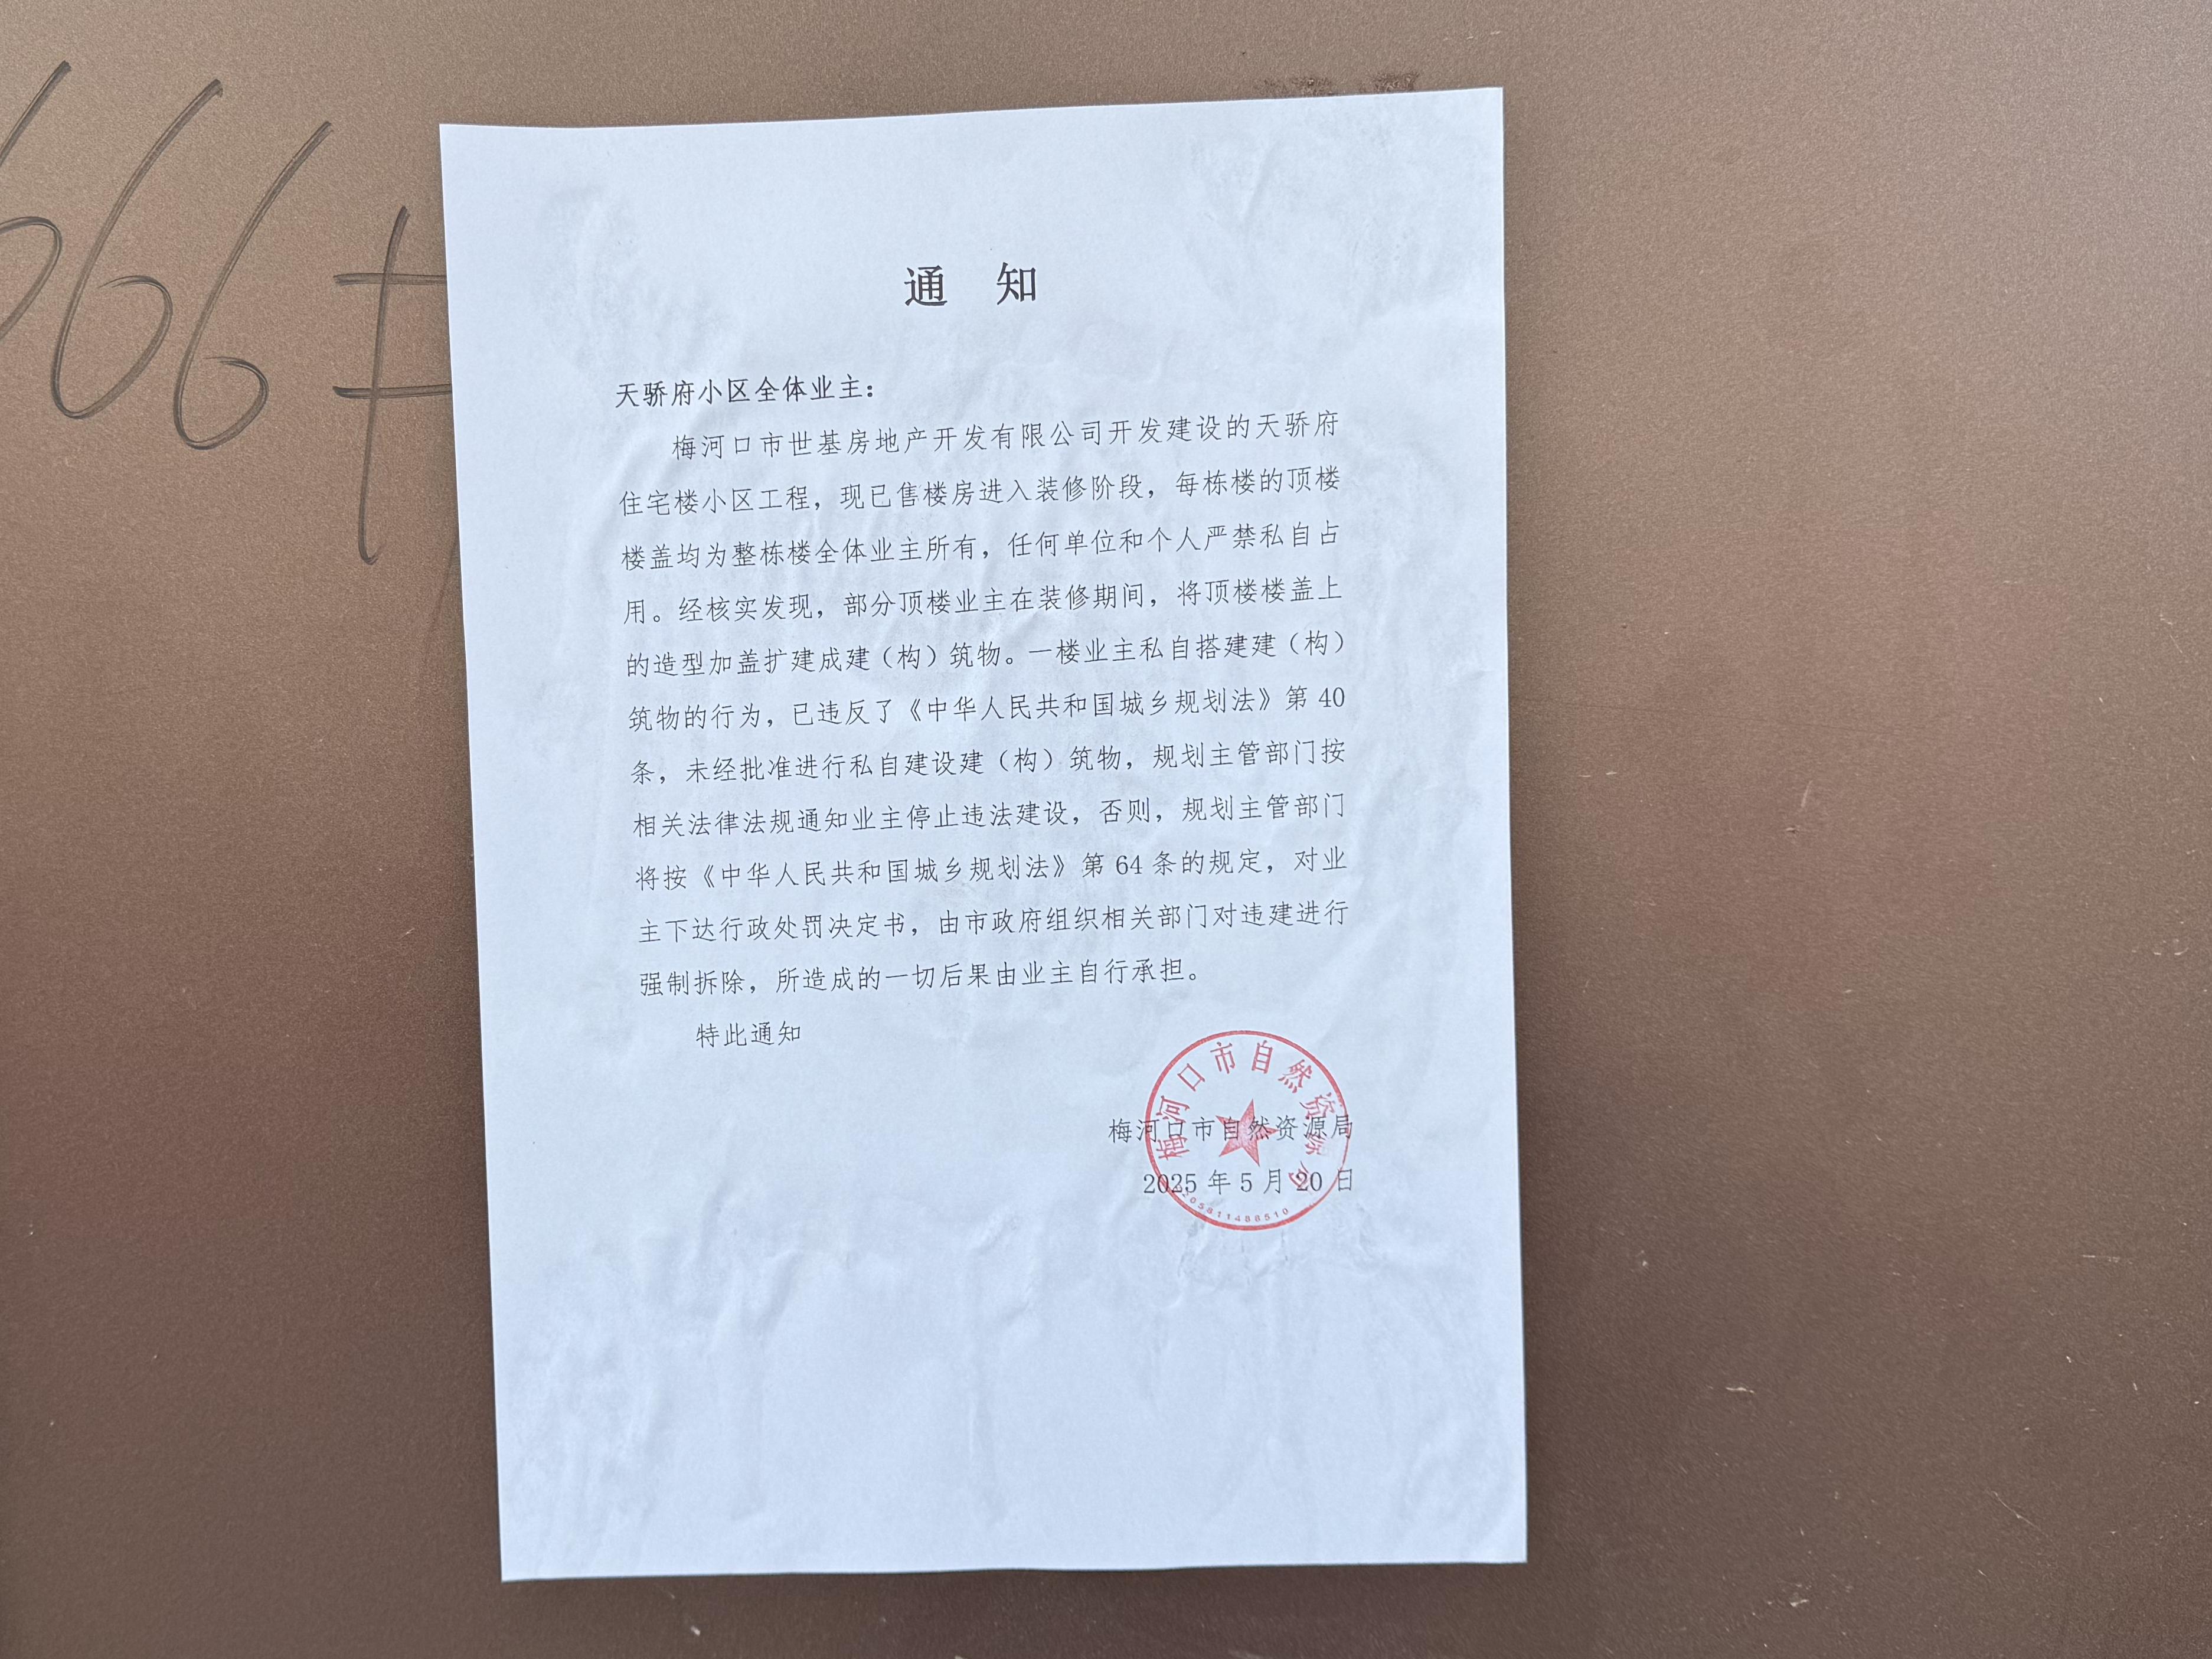 666#
通 知
天骄府小区全体业主：
梅河口市世基房地产开发有限公司开发建设的天骄府
住宅楼小区工程，现已售楼房进入装修阶段，每栋楼的顶楼
楼盖均为整栋楼全体业主所有，任何单位和个人严禁私自占
用。经核实发现，部分顶楼业主在装修期间，将顶楼楼盖上
的造型加盖扩建成建（构）筑物。一楼业主私自搭建建（构）
筑物的行为，已违反了《中华人民共和国城乡规划法》第 40
条，未经批准进行私自建设建（构）筑物，规划主管部门按
相关法律法规通知业主停止违法建设，否则，规划主管部门
将按《中华人民共和国城乡规划法》第 64 条的规定，对业
主下达行政处罚决定书，由市政府组织相关部门对违建进行
强制拆除，所造成的一切后果由业主自行承担。
特此通知
梅河口市自然资源局
2025 年 5 月 20 日
梅河口市自然资源局